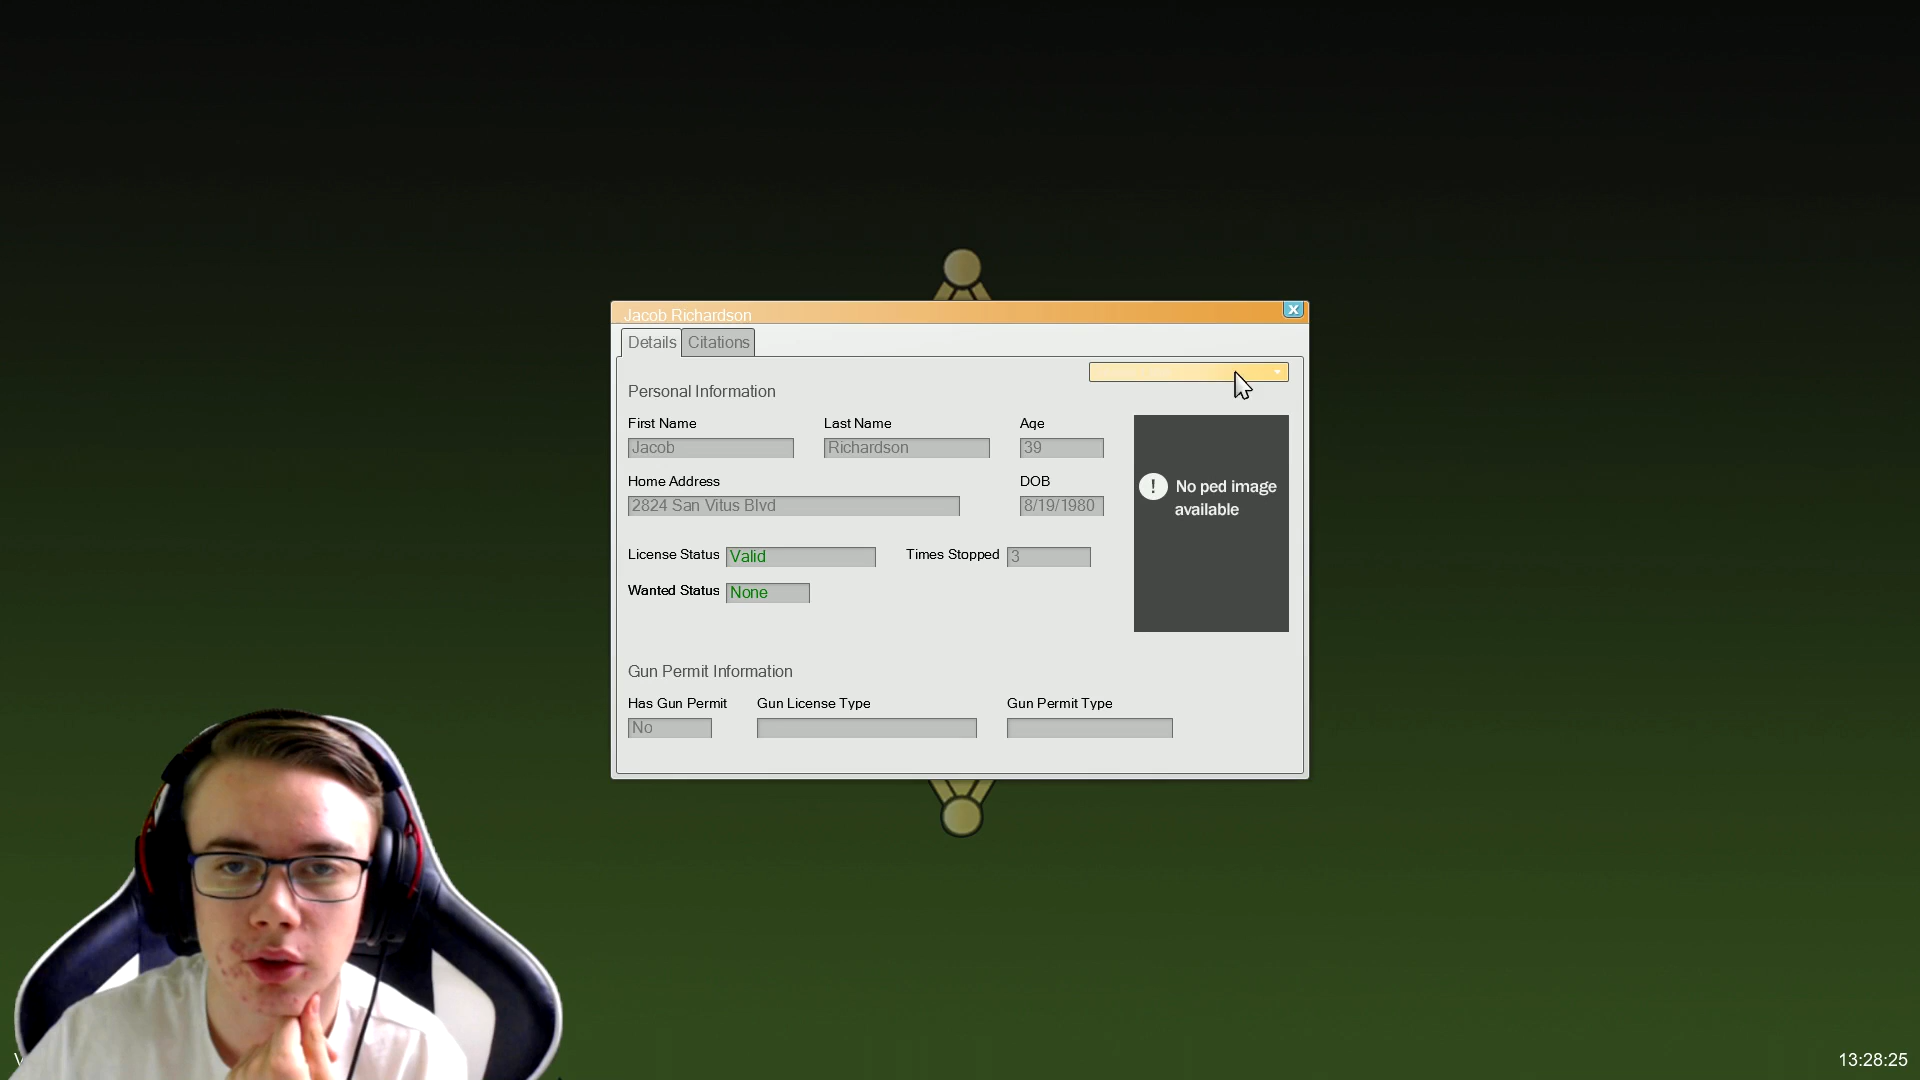 Jacob Richardson
Details Citations
Personal Information
First Name Last Name Age
Jacob Richardson 39
Home Address DOB
2824 San Vitus Blvd 8/19/1980
! No ped image
available
License Status Valid Times Stopped 3
Wanted Status None
Gun Permit Information
Has Gun Permit Gun License Type Gun Permit Type
No
13:28:25